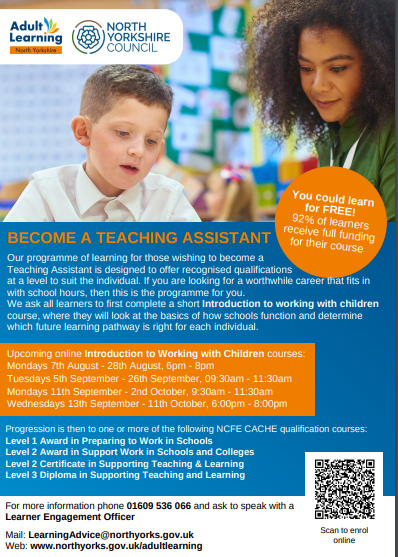 Adult
Learning
North Yorkshire
NORTH
YORKSHIRE
COUNCIL
You could learn
for FREE!
92% of learners
receive full funding
for their course
BECOME A TEACHING ASSISTANT
Our programme of learning for those wishing to become a
Teaching Assistant is designed to offer recognised qualifications
at a level to suit the individual. If you are looking for a worthwhile career that fits in
with school hours, then this is the programme for you.
We ask all learners to first complete a short Introduction to working with children
course, where they will look at the basics of how schools function and determine
which future learning pathway is right for each individual.
Upcoming online Introduction to Working with Children courses:
Mondays 7th August - 28th August, 6pm - 8pm
Tuesdays 5th September - 26th September, 09:30am - 11:30am
Mondays 11th September - 2nd October, 9:30am - 11:30am
Wednesdays 13th September - 11th October, 6:00pm - 8:00pm
Progression is then to one or more of the following NCFE CACHE qualification courses:
Level 1 Award in Preparing to Work in Schools
Level 2 Award in Support Work in Schools and Colleges
Level 2 Certificate in Supporting Teaching & Learning
Level 3 Diploma in Supporting Teaching and Learning
For more information phone 01609 536 066 and ask to speak with a
Learner Engagement Officer
Mail: LearningAdvice@northyorks.gov.uk
Web: www.northyorks.gov.uk/adultlearning
Scan to enrol
online